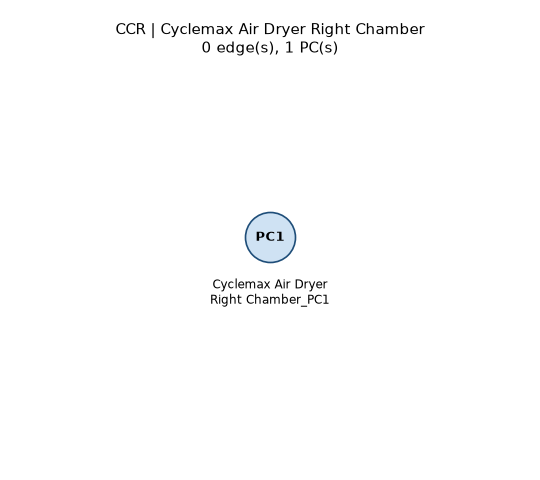 CCR | Cyclemax Air Dryer Right Chamber
0 edge(s), 1 PC(s)
PC1
Cyclemax Air Dryer
Right Chamber_PC1